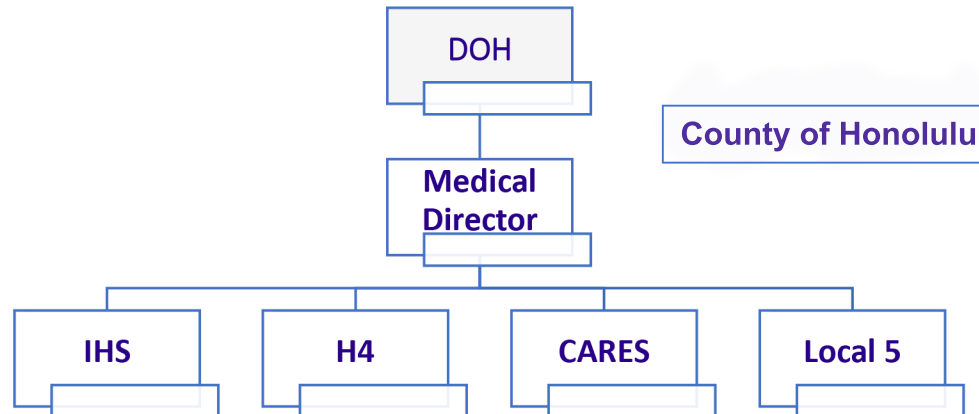 DOH
County of Honolulu
Medical
Director
IHS
H4
CARES
Local 5